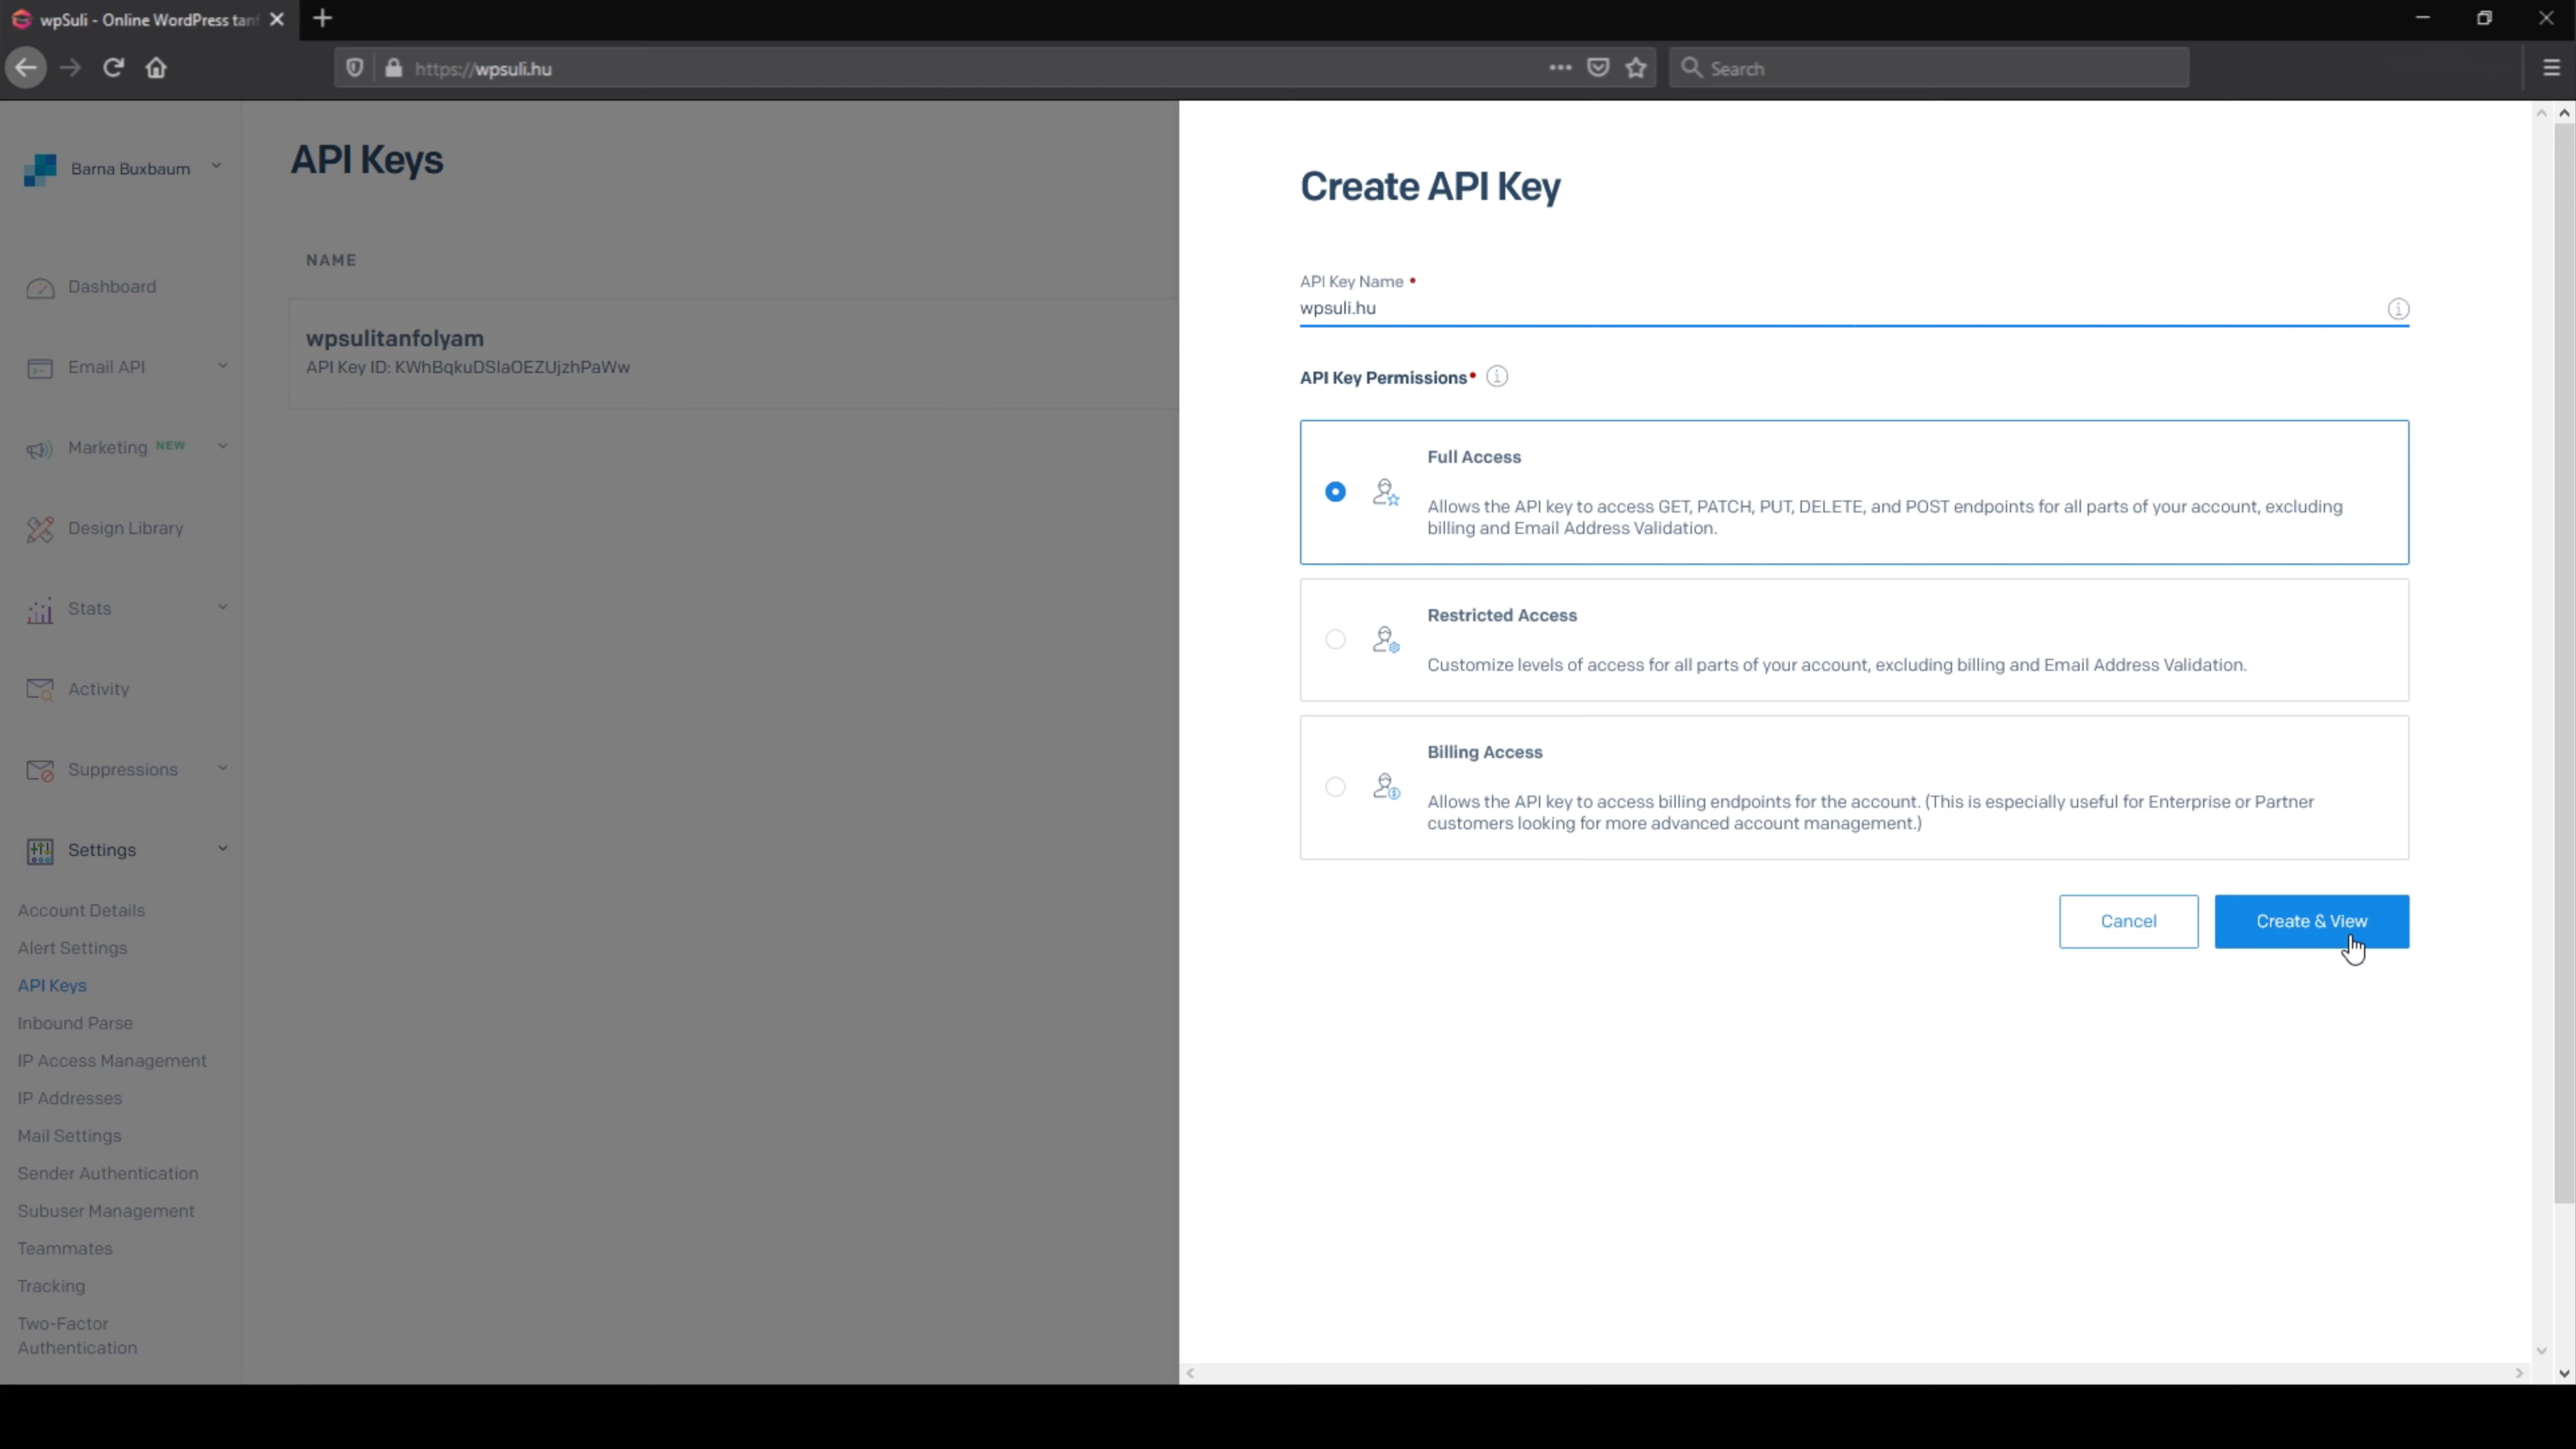 wpSuli - Online WordPress tan
https://wpsuli.hu
Search
Barna Buxbaum
Dashboard
Email API
Marketing NEW
Design Library
Stats
Activity
Suppressions
Settings
Account Details
Alert Settings
API Keys
Inbound Parse
IP Access Management
IP Addresses
Mail Settings
Sender Authentication
Subuser Management
Teammates
Tracking
Two-Factor
Authentication
API Keys
NAME
wpsulitanfolyam
API Key ID: KWhBqkuDSIaOEZUjzhPaWw
Create API Key
API Key Name •
wpsuli.hu
API Key Permissions•
Full Access
Allows the API key to access GET, PATCH, PUT, DELETE, and POST endpoints for all parts of your account, excluding
billing and Email Address Validation.
Restricted Access
Customize levels of access for all parts of your account, excluding billing and Email Address Validation.
Billing Access
Allows the API key to access billing endpoints for the account. (This is especially useful for Enterprise or Partner
customers looking for more advanced account management.)
Cancel
Create & View